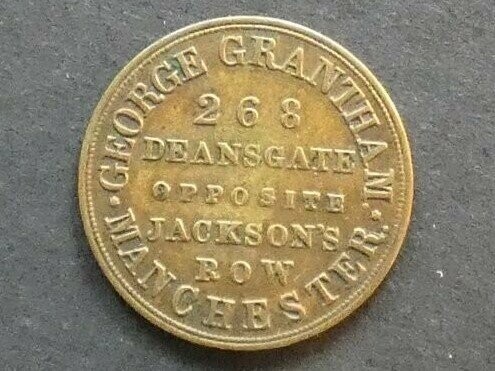 · GEORGE GRANTHAM ·
268
DEANSGATE
OPPOSITE
JACKSON'S
ROW
MANCHESTER.